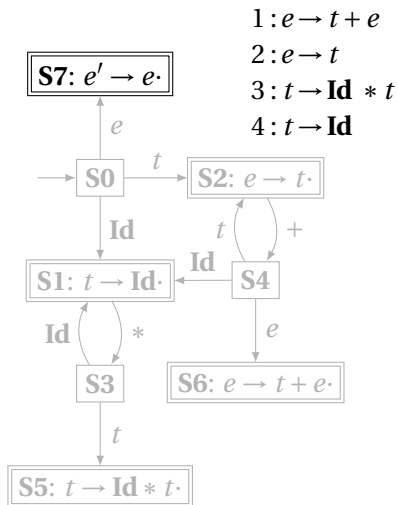 1 : e → t + e
2 : e → t
3 : t → Id * t
4 : t → Id
S7: e′ → e·
e
t
S0
S2: e → t·
Id
t
+
Id
S1: t → Id·
S4
Id
*
e
S3
S6: e → t + e·
t
S5: t → Id * t·